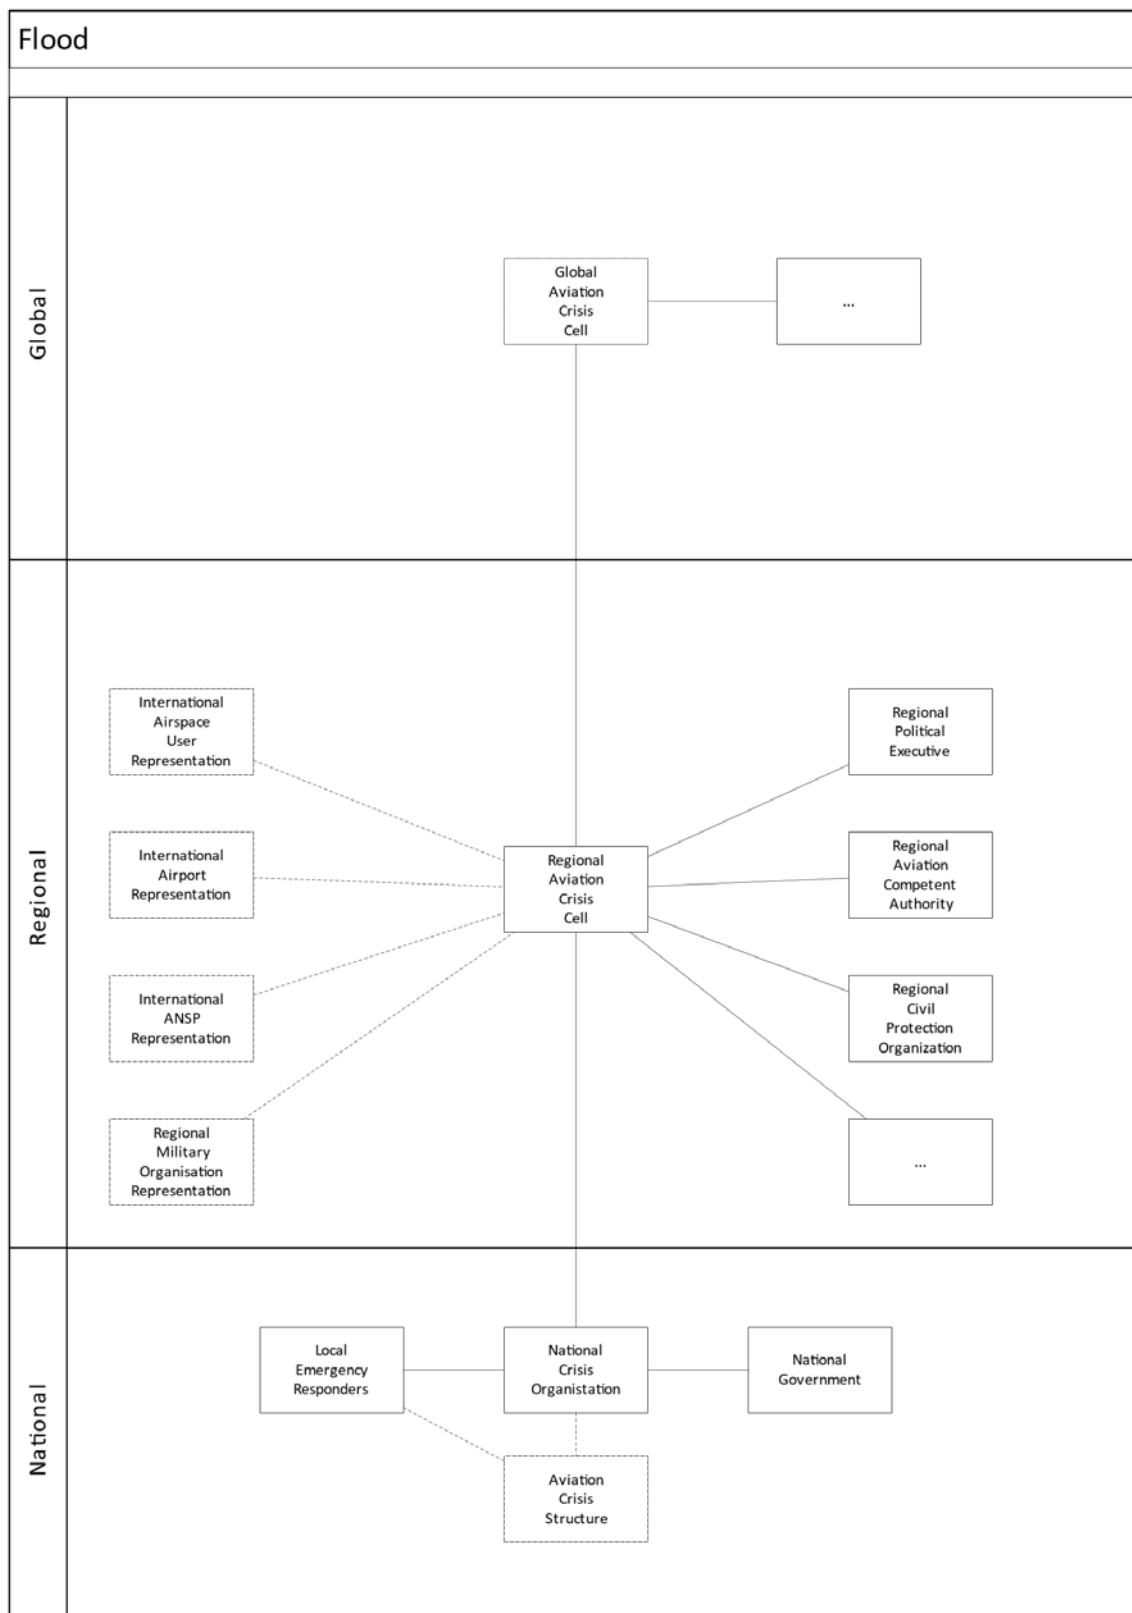 Flood
Global
Global
Aviation
Crisis
Cell
...
Regional
International
Airspace
User
Representation
Regional
Political
Executive
International
Airport
Representation
Regional
Aviation
Crisis
Cell
Regional
Aviation
Competent
Authority
International
ANSP
Representation
Regional
Civil
Protection
Organization
Regional
Military
Organisation
Representation
...
National
Local
Emergency
Responders
National
Crisis
Organistation
National
Government
Aviation
Crisis
Structure